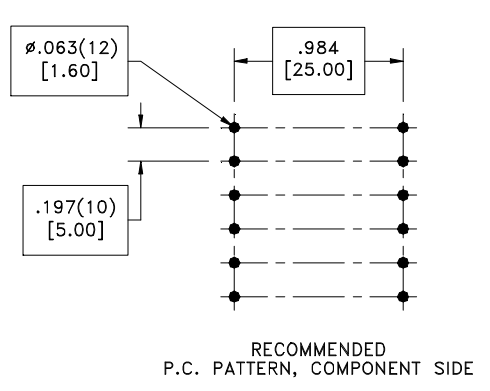 ø.063(12)
[1.60]
.984
[25.00]
.197(10)
[5.00]
RECOMMENDED
P.C. PATTERN, COMPONENT SIDE